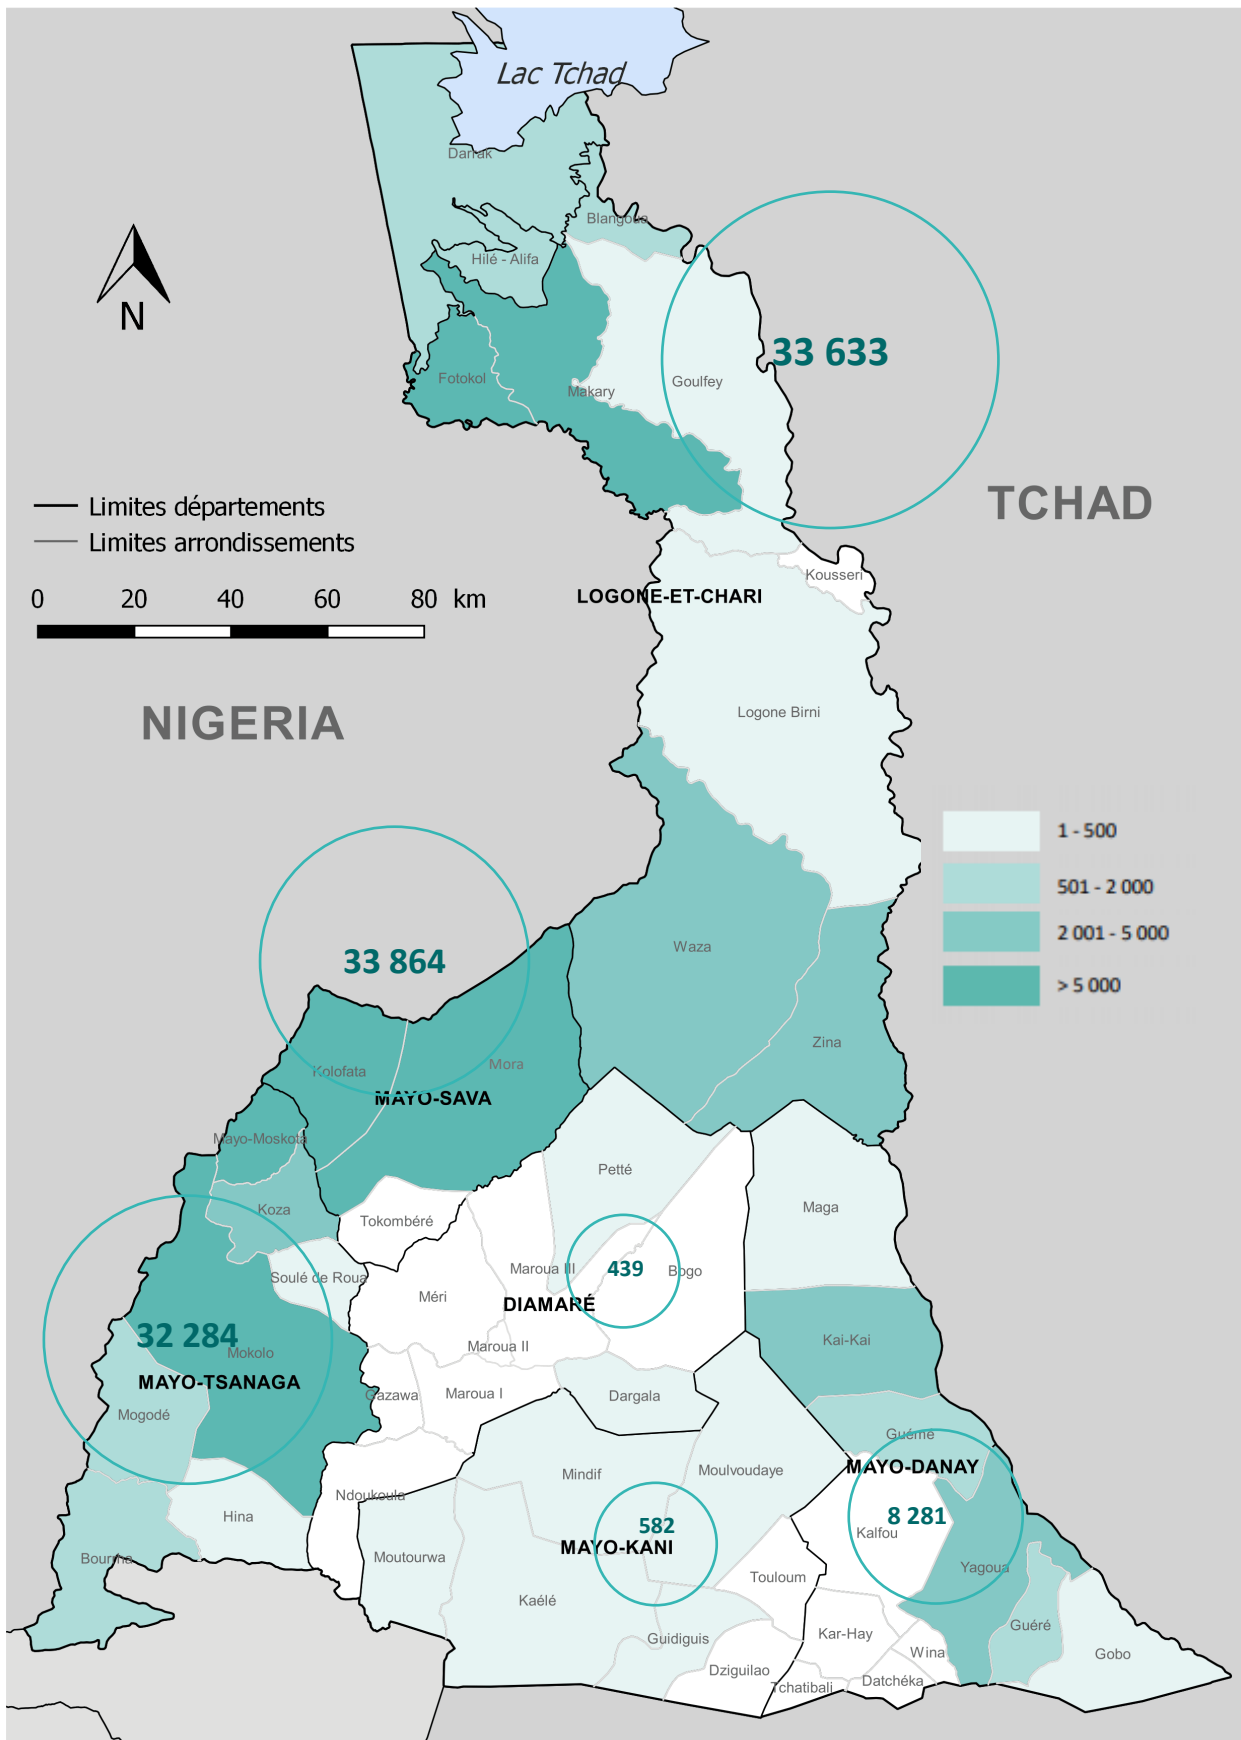 Lac Tchad
Darrak
Blangoua
Hilé - Alifa
33 633
Fotokol
Makary
Goulfey
N
TCHAD
Limites départements
Limites arrondissements
Kousseri
0 20 40 60 80 km
LOGONE-ET-CHARI
NIGERIA
Logone Birni
1 - 500
501 - 2 000
2 001 - 5 000
> 5 000
Waza
33 864
Zina
Kolofata
Mora
MAYO-SAVA
Mayo-Moskota
Petté
Koza
Tokombéré
Maga
Maroua III
439
Bogo
Soulé de Roua
Méri
DIAMARÉ
32 284
Mokolo
Maroua II
Kai-Kai
MAYO-TSANAGA
Gazawa
Maroua I
Dargala
Mogodé
Guéme
Mindif
Moulvoudaye
MAYO-DANAY
Ndoukoula
Hina
582
8 281
Kalfou
MAYO-KANI
Bourrha
Moutourwa
Touloum
Yagoua
Kaélé
Guidiguis
Kar-Hay
Guéré
Wina
Gobo
Dziguilao
Tchatibali
Datchéka